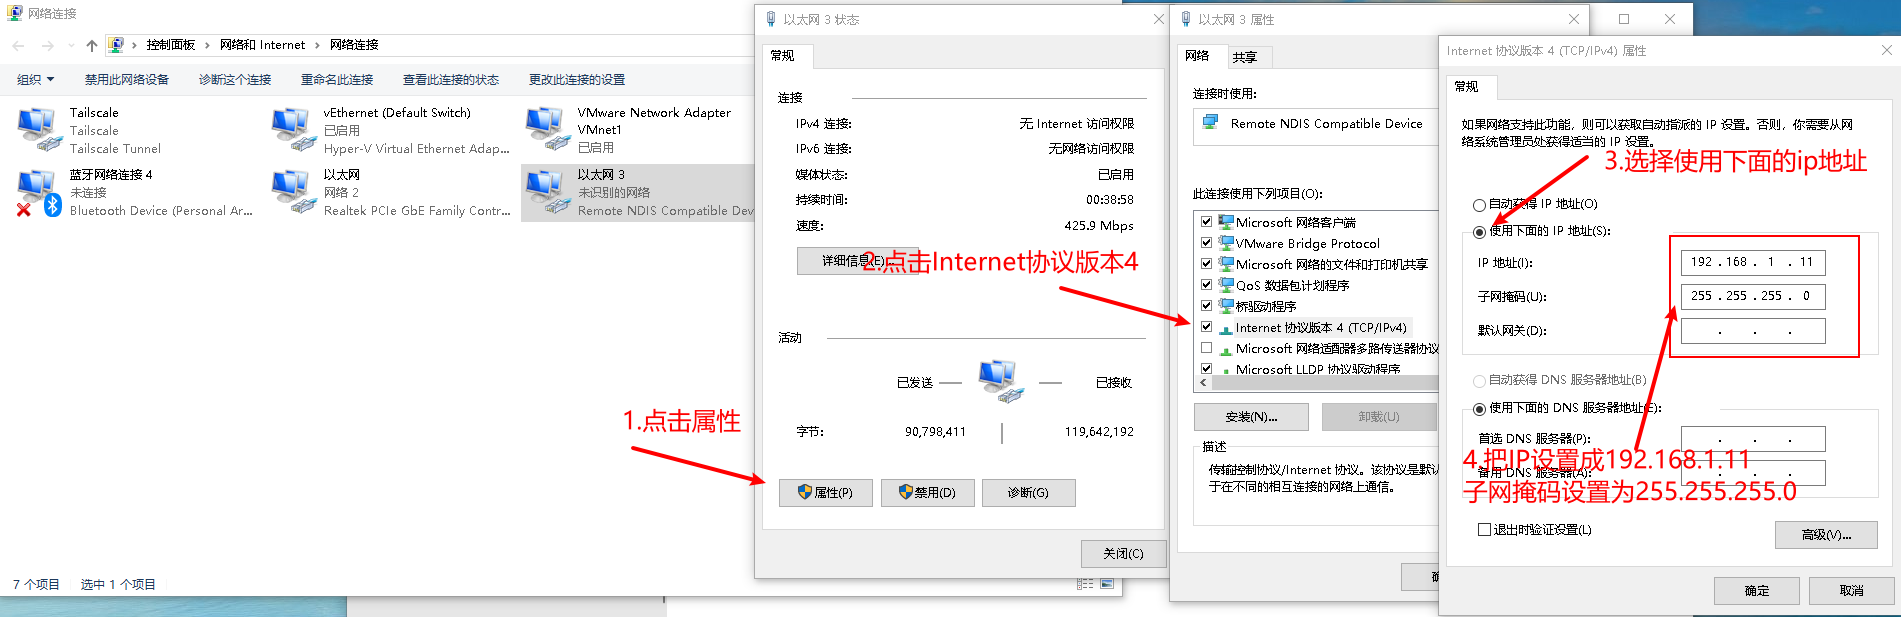 网络连接
控制面板 › 网络和 Internet › 网络连接
组织
禁用此网络设备
诊断这个连接
重命名此连接
查看此连接的状态
更改此连接的设置
Tailscale
Tailscale
Tailscale Tunnel
vEthernet (Default Switch)
已启用
Hyper-V Virtual Ethernet Adap...
VMware Network Adapter
VMnet1
已启用
蓝牙网络连接 4
未连接
Bluetooth Device (Personal Ar...
以太网
网络 2
Realtek PCIe GbE Family Contr...
以太网 3
未识别的网络
Remote NDIS Compatible Dev
7 个项目
选中 1 个项目
以太网 3 状态
常规
连接
IPv4 连接:
无 Internet 访问权限
IPv6 连接:
无网络访问权限
媒体状态:
已启用
持续时间:
00:38:58
速度:
425.9 Mbps
详细信息(E)...
活动
已发送
已接收
字节:
90,798,411
119,642,192
属性(P)
禁用(D)
诊断(G)
关闭(C)
1.点击属性
2.点击Internet协议版本4
以太网 3 属性
网络
共享
连接时使用:
Remote NDIS Compatible Device
此连接使用下列项目(O):
Microsoft 网络客户端
VMware Bridge Protocol
Microsoft 网络的文件和打印机共享
QoS 数据包计划程序
桥驱动程序
Internet 协议版本 4 (TCP/IPv4)
Microsoft 网络适配器多路传送器协议
Microsoft LLDP 协议驱动程序
安装(N)...
卸载(U)
描述
传输控制协议/Internet 协议。该协议是默认
于在不同的相互连接的网络上通信。
Internet 协议版本 4 (TCP/IPv4) 属性
常规
如果网络支持此功能，则可以获取自动指派的 IP 设置。否则，你需要从网
络系统管理员处获得适当的 IP 设置。
3.选择使用下面的ip地址
自动获得 IP 地址(O)
使用下面的 IP 地址(S):
IP 地址(I):
192 . 168 . 1 . 11
子网掩码(U):
255 . 255 . 255 . 0
默认网关(D):
. . .
自动获得 DNS 服务器地址(B)
使用下面的 DNS 服务器地址(E):
首选 DNS 服务器(P):
. . .
备用 DNS 服务器(A):
. . .
4.把IP设置成192.168.1.11
子网掩码设置为255.255.255.0
退出时验证设置(L)
高级(V)...
确定
取消